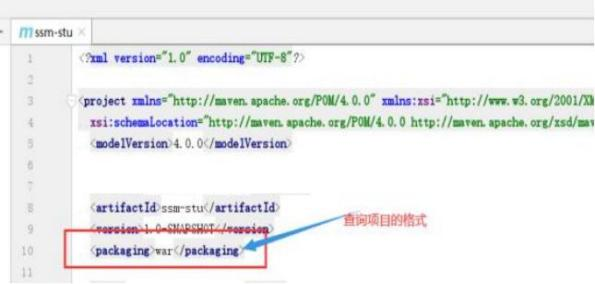 ssm-stu
1 <?xml version="1.0" encoding="UTF-8"?>
2
3 <project xmlns="http://maven.apache.org/POM/4.0.0" xmlns:xsi="http://www.w3.org/2001/XM
4 xsi:schemaLocation="http://maven.apache.org/POM/4.0.0 http://maven.apache.org/xsd/mav
5 <modelVersion>4.0.0</modelVersion>
6
7
8 <artifactId>ssm-stu</artifactId>
9 <version>1.0-SNAPSHOT</version>
查询项目的格式
10 <packaging>war</packaging>
11